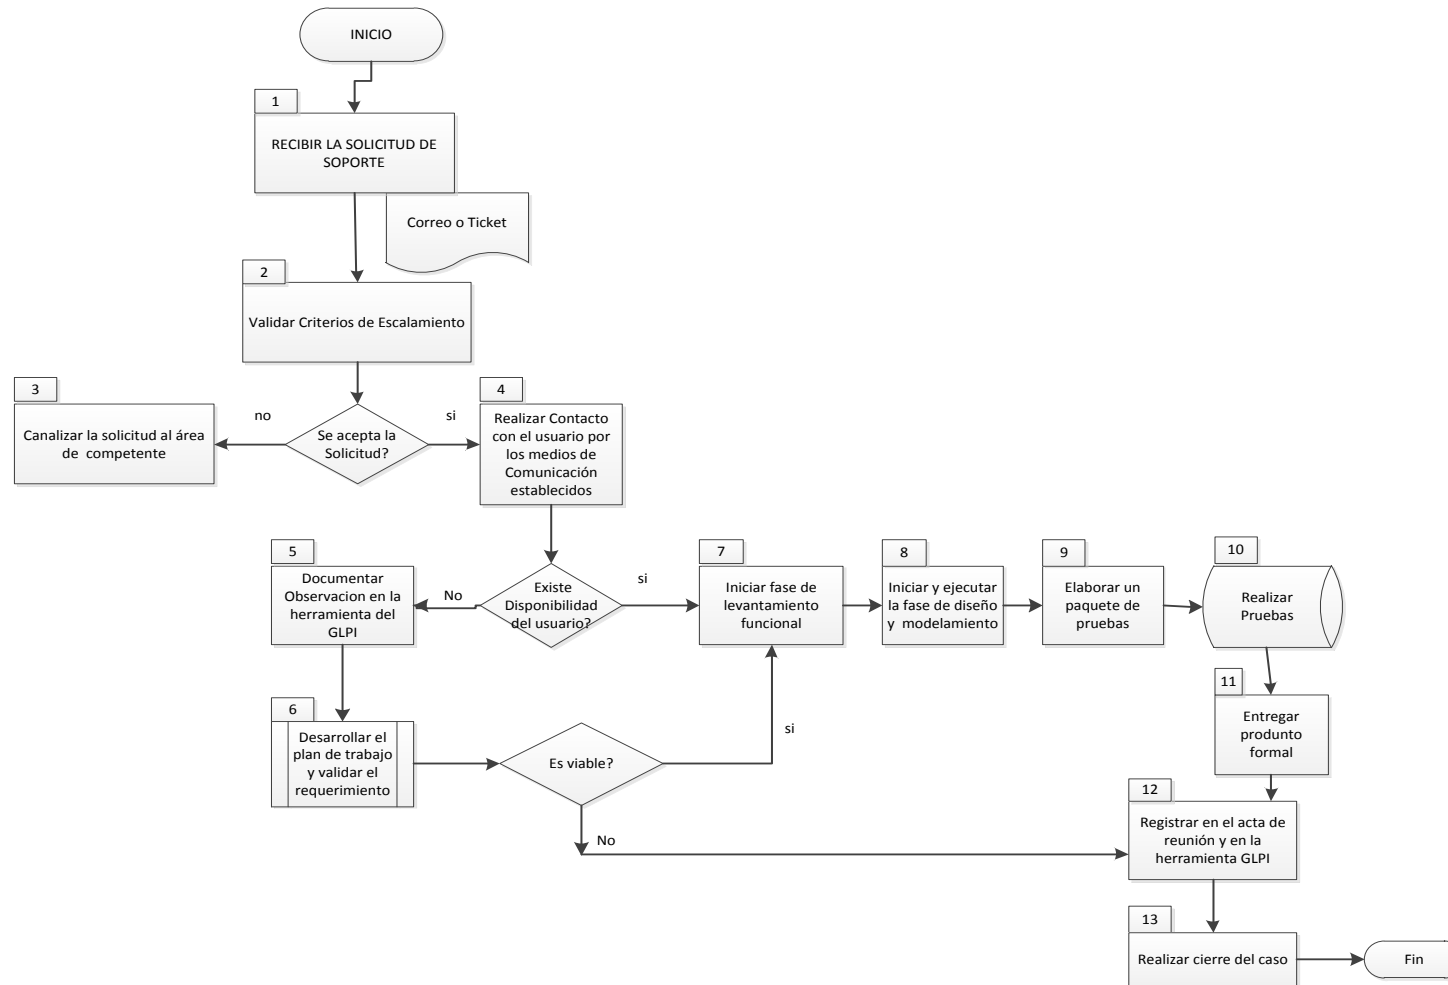 INICIO
1
RECIBIR LA SOLICITUD DE
SOPORTE
Correo o Ticket
2
Validar Criterios de Escalamiento
3
Canalizar la solicitud al área
de competente
no
Se acepta la
Solicitud?
si
4
Realizar Contacto
con el usuario por
los medios de
Comunicación
establecidos
5
Documentar
Observacion en la
herramienta del
GLPI
No
Existe
Disponibilidad
del usuario?
si
7
Iniciar fase de
levantamiento
funcional
8
Iniciar y ejecutar
la fase de diseño
y modelamiento
9
Elaborar un
paquete de
pruebas
10
Realizar
Pruebas
6
Desarrollar el
plan de trabajo
y validar el
requerimiento
Es viable?
si
No
11
Entregar
produnto
formal
12
Registrar en el acta de
reunión y en la
herramienta GLPI
13
Realizar cierre del caso
Fin